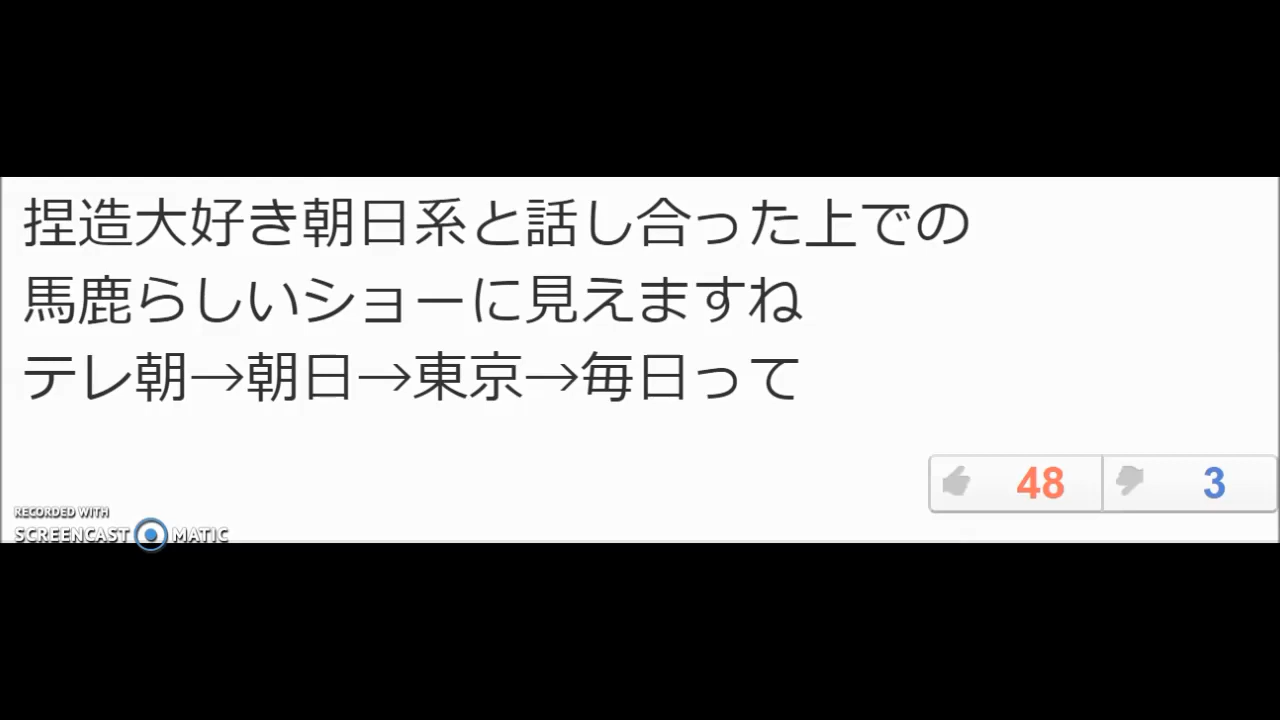 捏造大好き朝日系と話し合った上での
馬鹿らしいショーに見えますね
テレ朝→朝日→東京→毎日って
48 3
RECORDED WITH
SCREENCAST MATIC